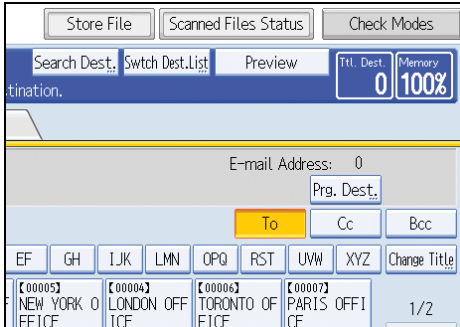 Store File Scanned Files Status Check Modes
Search Dest. Swtch Dest.List Preview Ttl. Dest. Memory
tination. 0 100%
E-mail Address: 0
Prg. Dest.
To Cc Bcc
EF GH IJK LMN OPQ RST UVW XYZ Change Title
【00005】 【00004】 【00006】 【00007】
NEW YORK O LONDON OFF TORONTO OF PARIS OFFI 1/2
FFICE ICE FICE CE